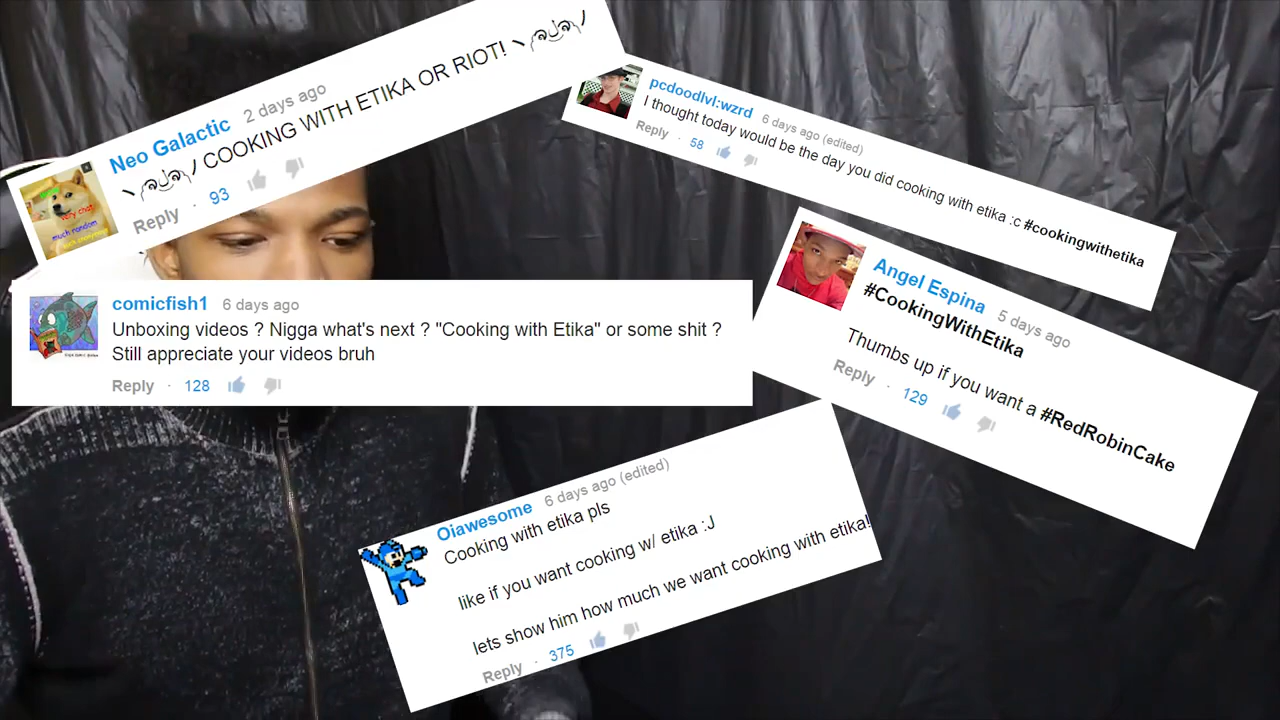 Neo Galactic 2 days ago
ヽ༼ຈل͜ຈ༽ﾉ COOKING WITH ETIKA OR RIOT! ヽ༼ຈل͜ຈ༽ﾉ
Reply · 93
very chat
much random
pcdoodlvl:wzrd 6 days ago (edited)
I thought today would be the day you did cooking with etika :c #cookingwithetika
Reply · 58
comicfish1 6 days ago
Unboxing videos ? Nigga what's next ? "Cooking with Etika" or some shit ?
Still appreciate your videos bruh
Reply · 128
Angel Espina 5 days ago
#CookingWithEtika
Thumbs up if you want a #RedRobinCake
Reply · 129
Oiawesome 6 days ago (edited)
Cooking with etika pls
like if you want cooking w/ etika :J
lets show him how much we want cooking with etika!
Reply · 375